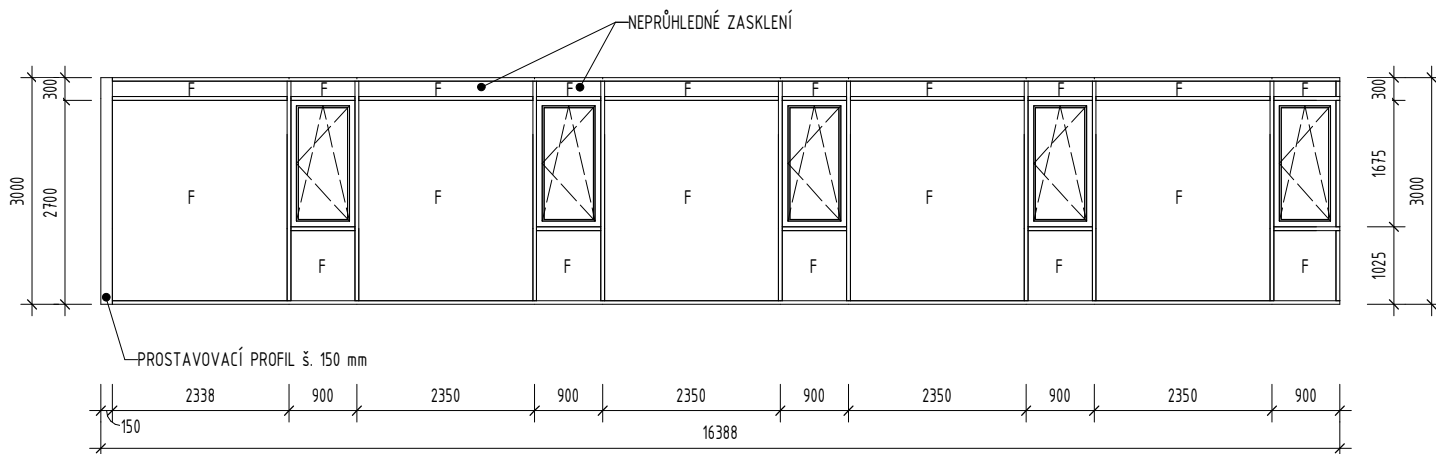 NEPRŮHLEDNÉ ZASKLENÍ
F F F F F F F F F F
300 300
3000 2700 F F F F F 1675 3000
F F F F F 1025
PROSTAVOVACÍ PROFIL š. 150 mm
2338 900 2350 900 2350 900 2350 900 2350 900
150
16388